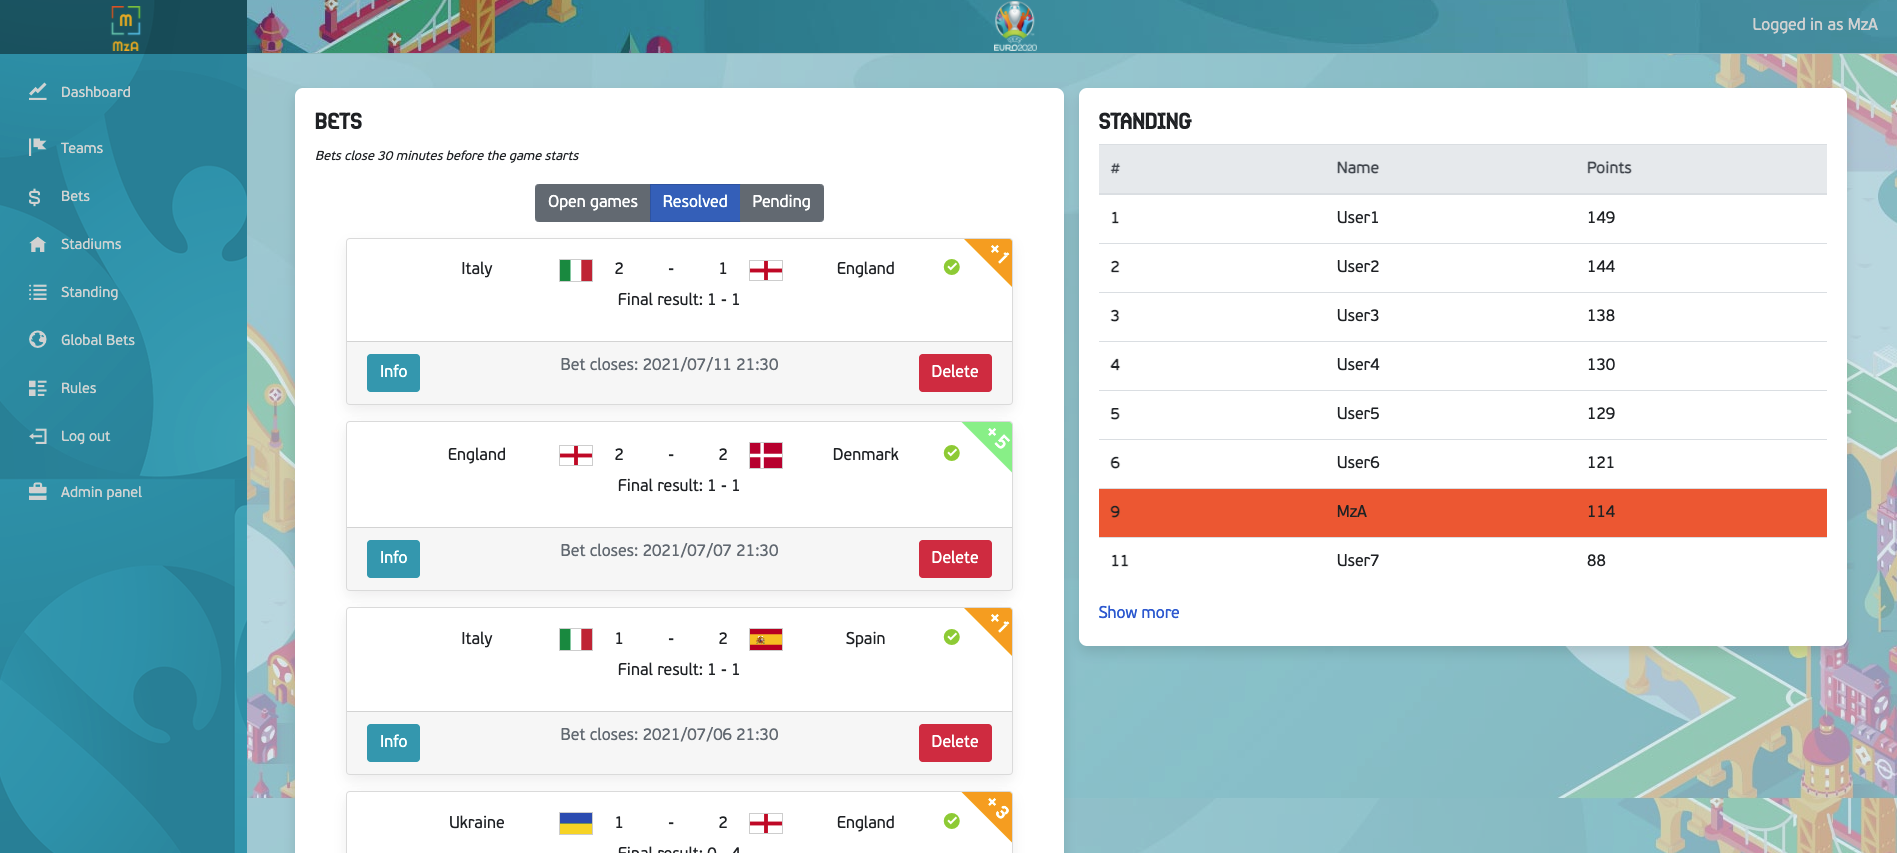 m
MzA
EURO2020
Logged in as MzA
Dashboard
Teams
Bets
Stadiums
Standing
Global Bets
Rules
Log out
Admin panel
BETS
Bets close 30 minutes before the game starts
Open games Resolved Pending
Italy 2 - 1 England ×1
Final result: 1 - 1
Info Bet closes: 2021/07/11 21:30 Delete
England 2 - 2 Denmark ×5
Final result: 1 - 1
Info Bet closes: 2021/07/07 21:30 Delete
Italy 1 - 2 Spain ×1
Final result: 1 - 1
Info Bet closes: 2021/07/06 21:30 Delete
Ukraine 1 - 2 England ×3
Final result: 0 - 4
STANDING
# Name Points
1 User1 149
2 User2 144
3 User3 138
4 User4 130
5 User5 129
6 User6 121
9 MzA 114
11 User7 88
Show more